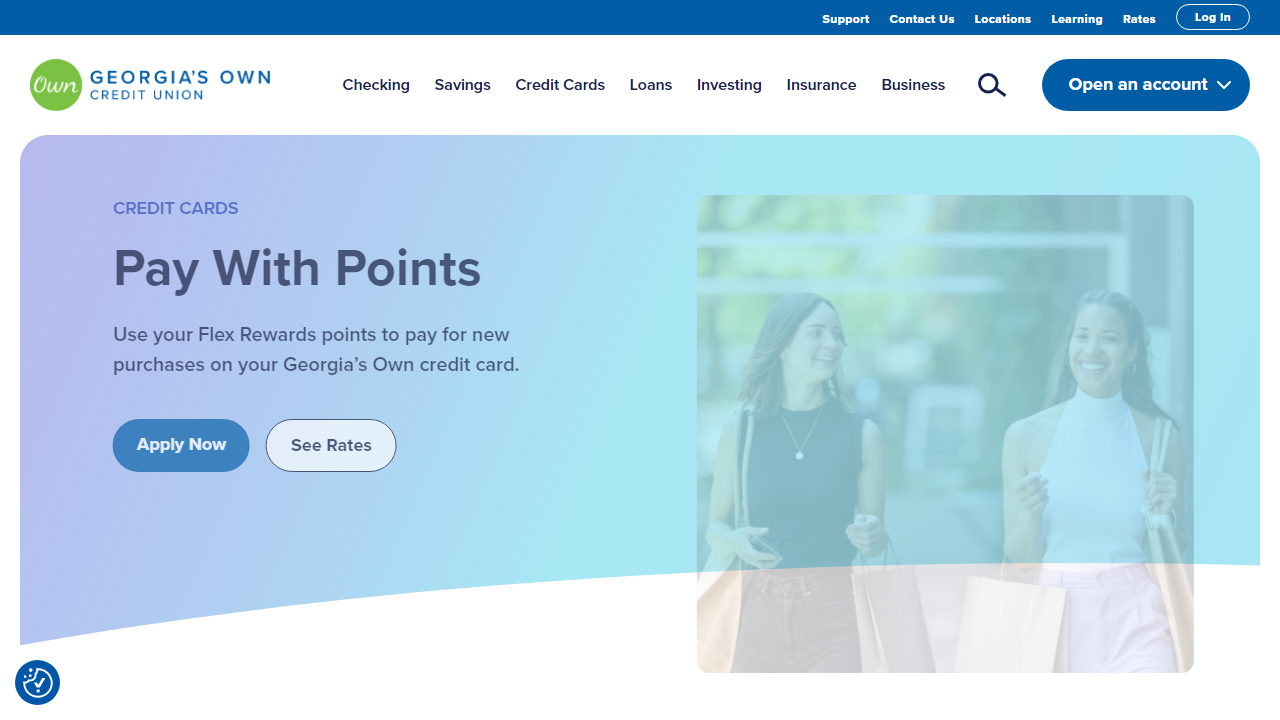 Support Contact Us Locations Learning Rates Log In
Own GEORGIA'S OWN
CREDIT UNION
Checking Savings Credit Cards Loans Investing Insurance Business Open an account
CREDIT CARDS
Pay With Points
Use your Flex Rewards points to pay for new
purchases on your Georgia’s Own credit card.
Apply Now See Rates